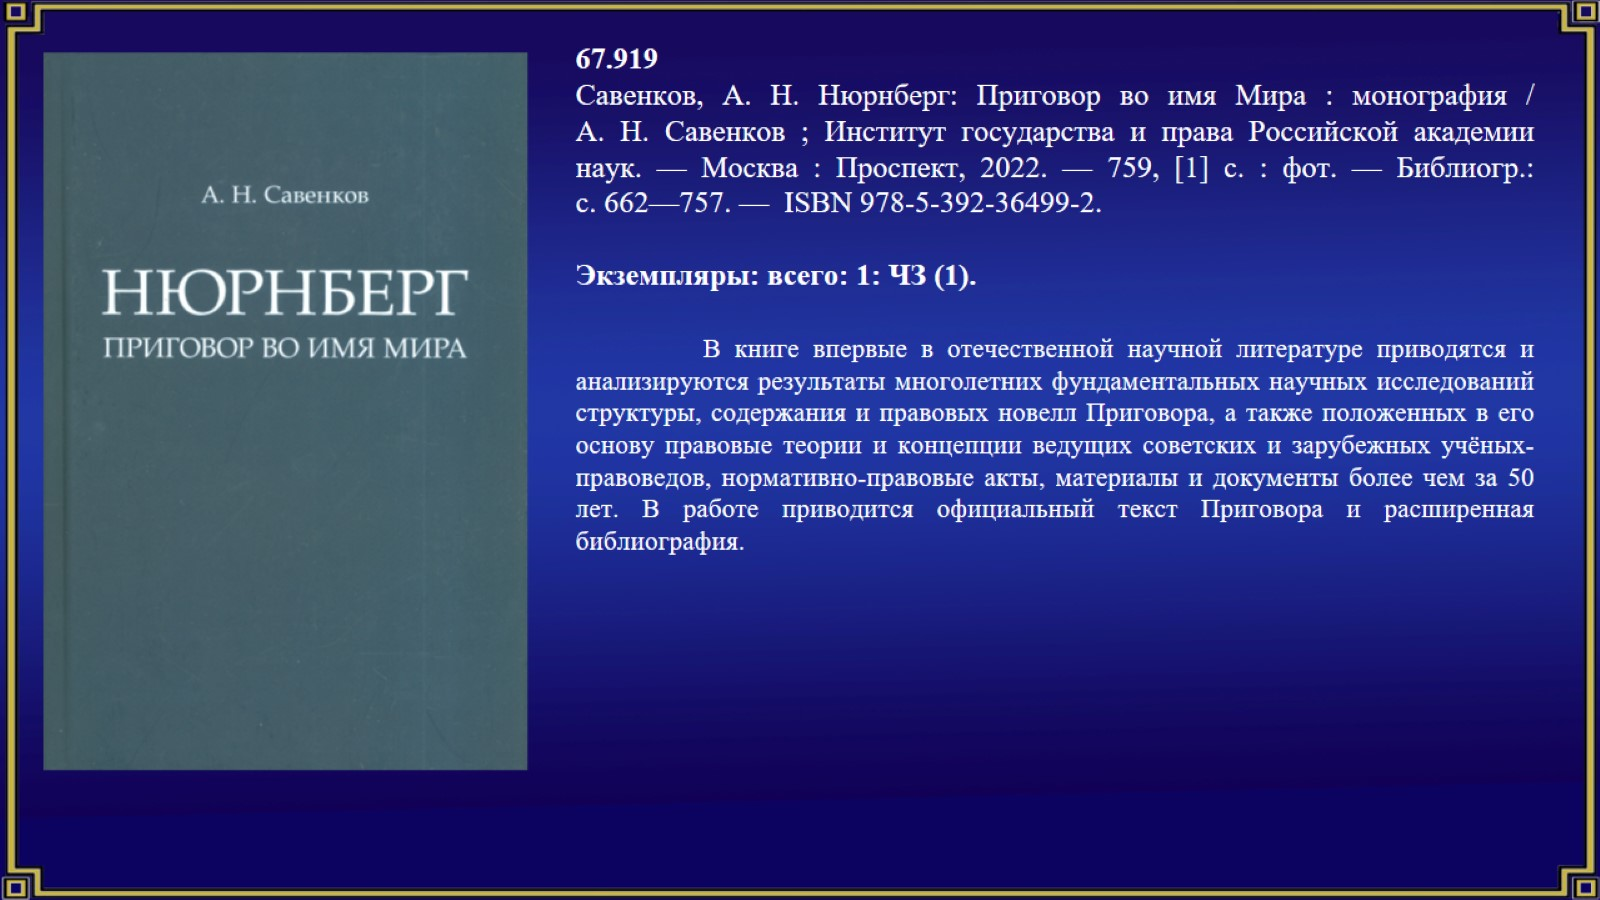 А. Н. Савенков
НЮРНБЕРГ
ПРИГОВОР ВО ИМЯ МИРА
67.919
Савенков, А. Н. Нюрнберг: Приговор во имя Мира : монография /
А. Н. Савенков ; Институт государства и права Российской академии
наук. — Москва : Проспект, 2022. — 759, [1] с. : фот. — Библиогр.:
с. 662—757. — ISBN 978-5-392-36499-2.
Экземпляры: всего: 1: ЧЗ (1).
В книге впервые в отечественной научной литературе приводятся и
анализируются результаты многолетних фундаментальных научных исследований
структуры, содержания и правовых новелл Приговора, а также положенных в его
основу правовые теории и концепции ведущих советских и зарубежных учёных-
правоведов, нормативно-правовые акты, материалы и документы более чем за 50
лет. В работе приводится официальный текст Приговора и расширенная
библиография.